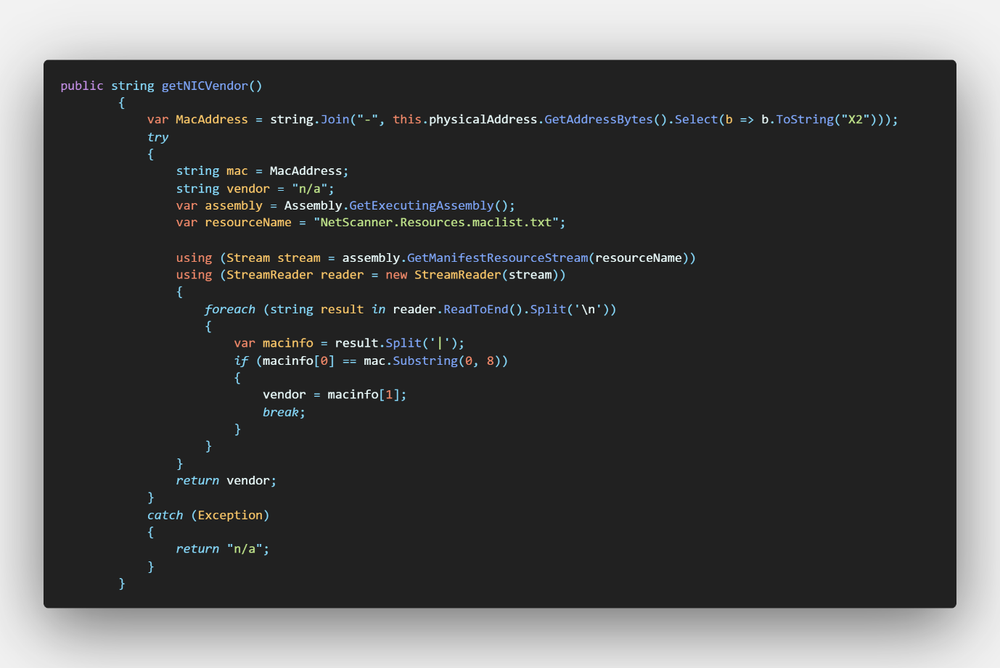 public string getNICVendor()
{
var MacAddress = string.Join("-", this.physicalAddress.GetAddressBytes().Select(b => b.ToString("X2")));
try
{
string mac = MacAddress;
string vendor = "n/a";
var assembly = Assembly.GetExecutingAssembly();
var resourceName = "NetScanner.Resources.maclist.txt";
using (Stream stream = assembly.GetManifestResourceStream(resourceName))
using (StreamReader reader = new StreamReader(stream))
{
foreach (string result in reader.ReadToEnd().Split('\n'))
{
var macinfo = result.Split('|');
if (macinfo[0] == mac.Substring(0, 8))
{
vendor = macinfo[1];
break;
}
}
}
return vendor;
}
catch (Exception)
{
return "n/a";
}
}